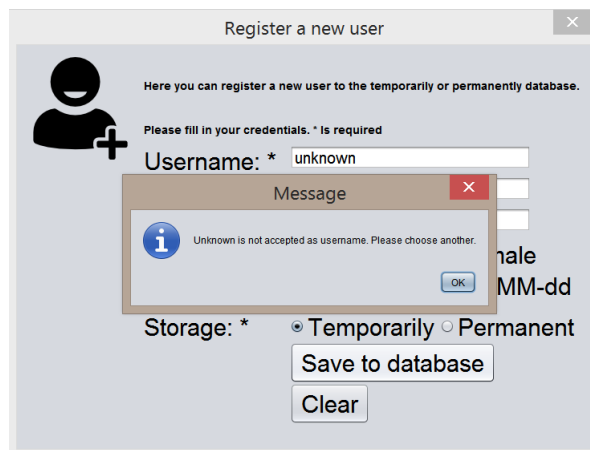 Register a new user
Here you can register a new user to the temporarily or permanently database.
Please fill in your credentials. * Is required
Username: * unknown
Message
Unknown is not accepted as username. Please choose another.
OK
MM-dd
Storage: * Temporarily Permanent
Save to database
Clear